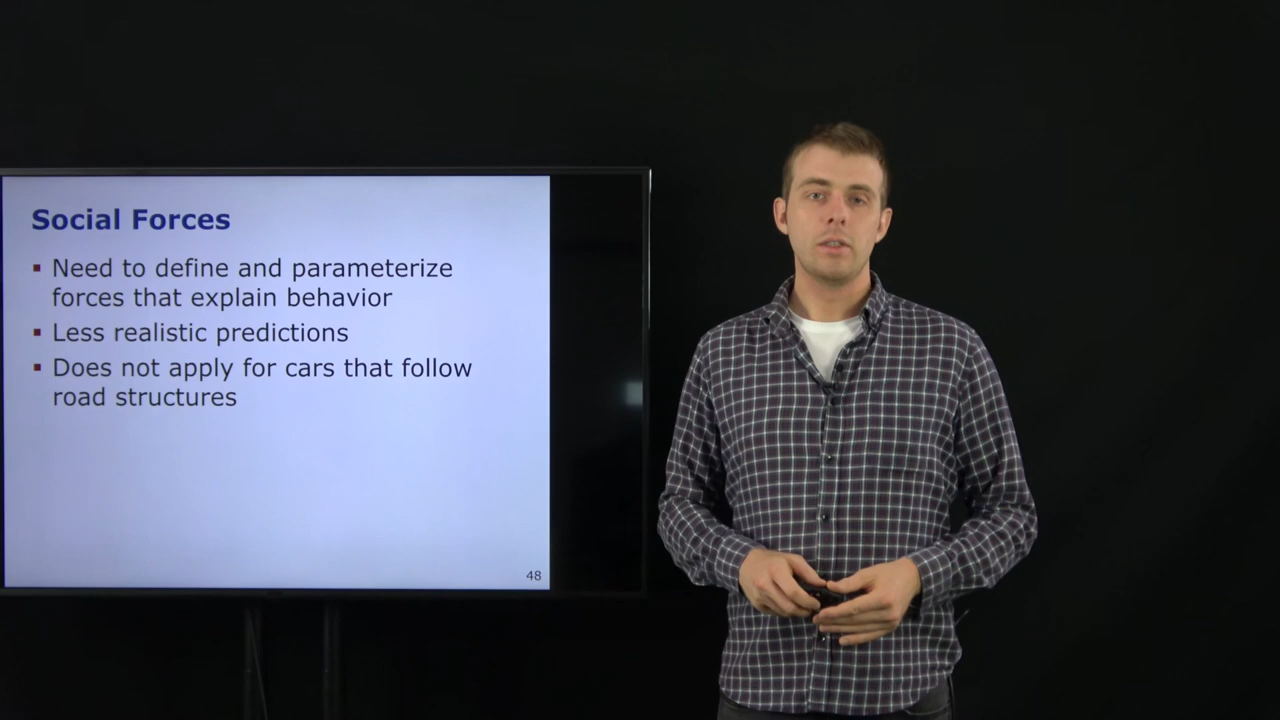 Social Forces
▪ Need to define and parameterize
forces that explain behavior
▪ Less realistic predictions
▪ Does not apply for cars that follow
road structures
48